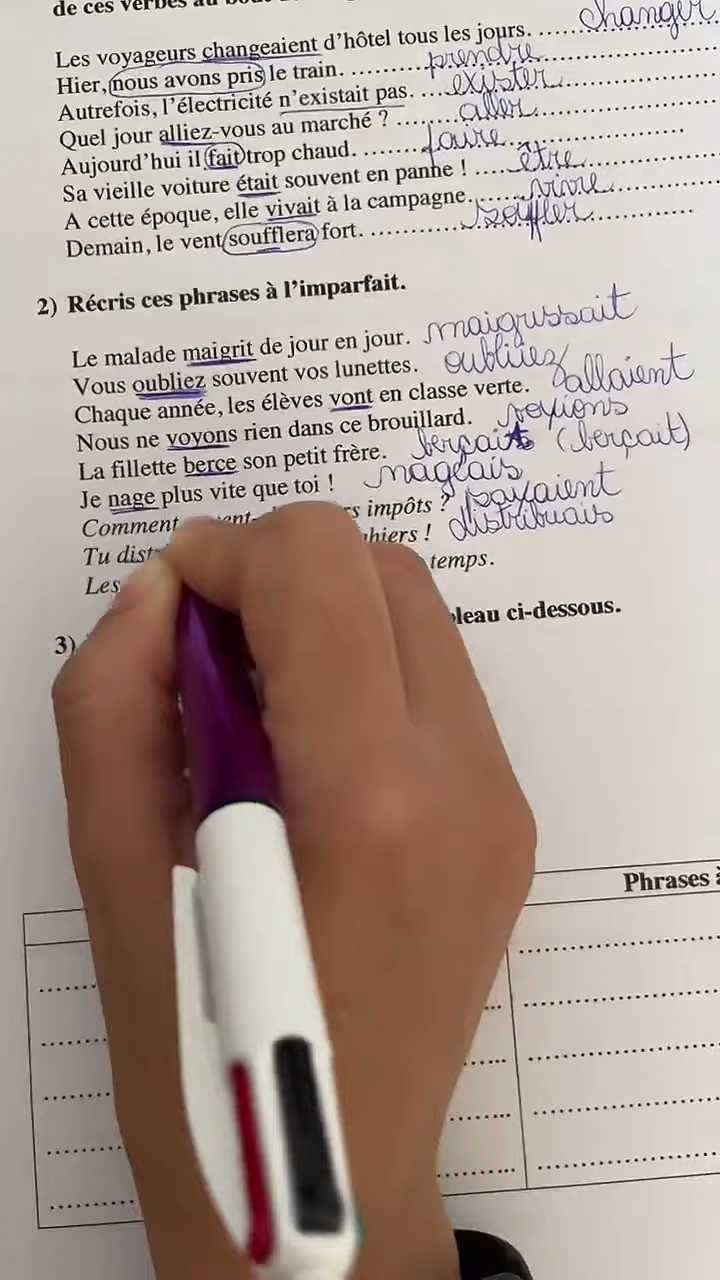 de ces verbes au
Les voyageurs changeaient d'hôtel tous les jours. changer
Hier, nous avons pris le train. prendre
Autrefois, l'électricité n'existait pas. exister
Quel jour alliez-vous au marché ? aller
Aujourd'hui il fait trop chaud. faire
Sa vieille voiture était souvent en panne ! être
A cette époque, elle vivait à la campagne. vivre
Demain, le vent soufflera fort. souffler
2) Récris ces phrases à l'imparfait.
Le malade maigrit de jour en jour. maigrissait
Vous oubliez souvent vos lunettes. oubliiez
Chaque année, les élèves vont en classe verte. allaient
Nous ne voyons rien dans ce brouillard. voyions
La fillette berce son petit frère. berçait (berçait)
Je nage plus vite que toi ! nageais
Comment impôts ? payaient
Tu distribuais
Les temps.
3) ci-dessous.
Phrases